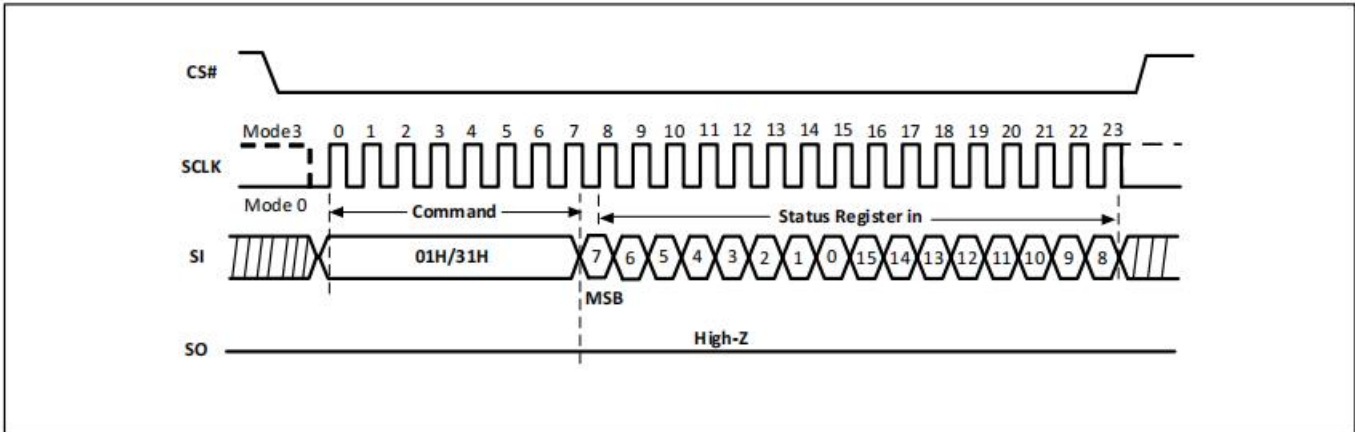 CS#
Mode3 0 1 2 3 4 5 6 7 8 9 10 11 12 13 14 15 16 17 18 19 20 21 22 23
SCLK
Mode 0 Command Status Register in
SI 01H/31H 7 6 5 4 3 2 1 0 15 14 13 12 11 10 9 8
MSB
SO High-Z